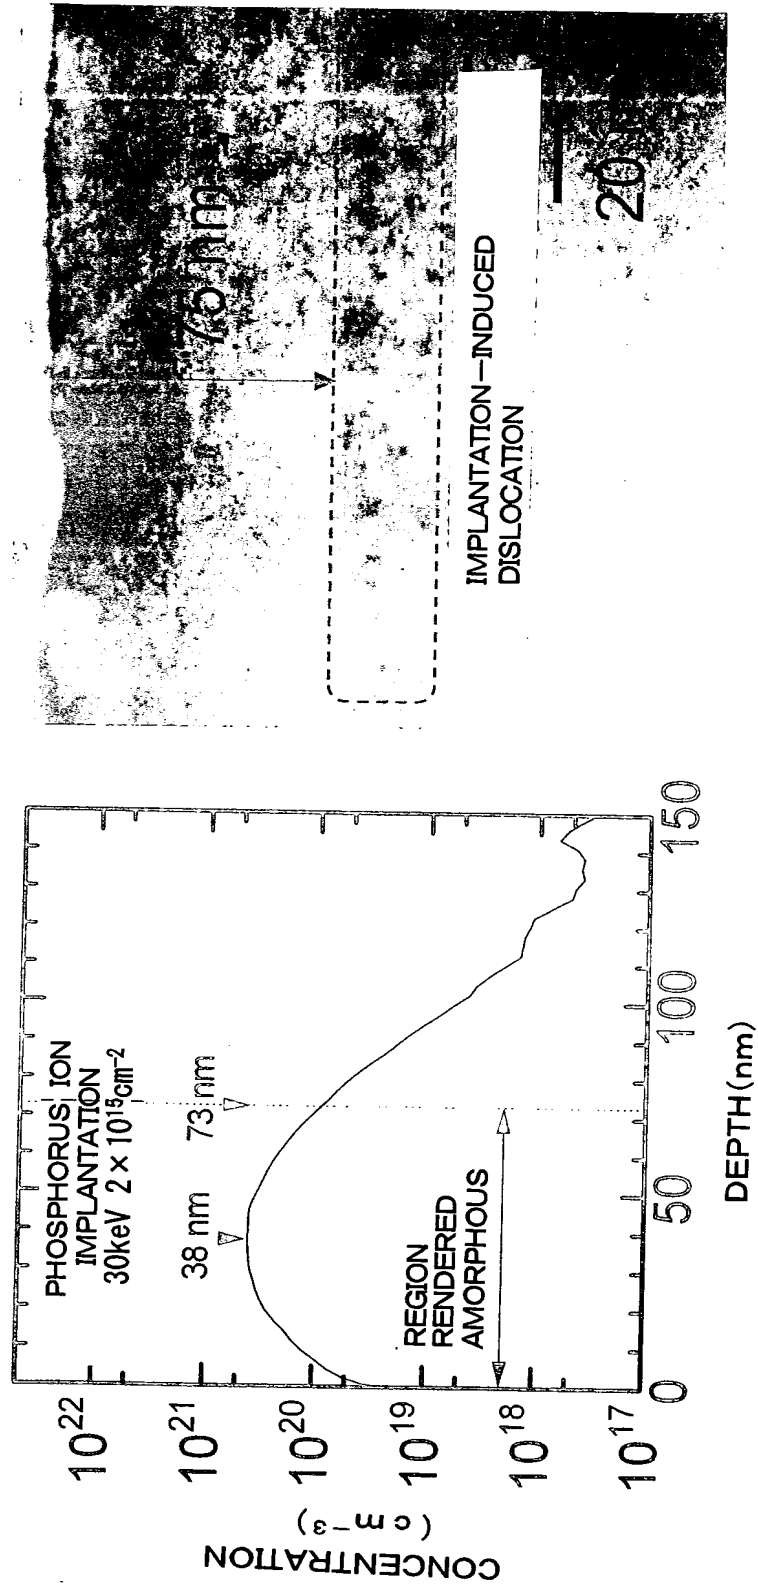 CONCENTRATION
(cm⁻³)
10²²
10²¹
10²⁰
10¹⁹
10¹⁸
10¹⁷
PHOSPHORUS ION
IMPLANTATION
30keV 2×10¹⁵cm⁻²
38 nm
73 nm
REGION
RENDERED
AMORPHOUS
0
50
100
150
DEPTH(nm)
nm
IMPLANTATION-INDUCED
DISLOCATION
20